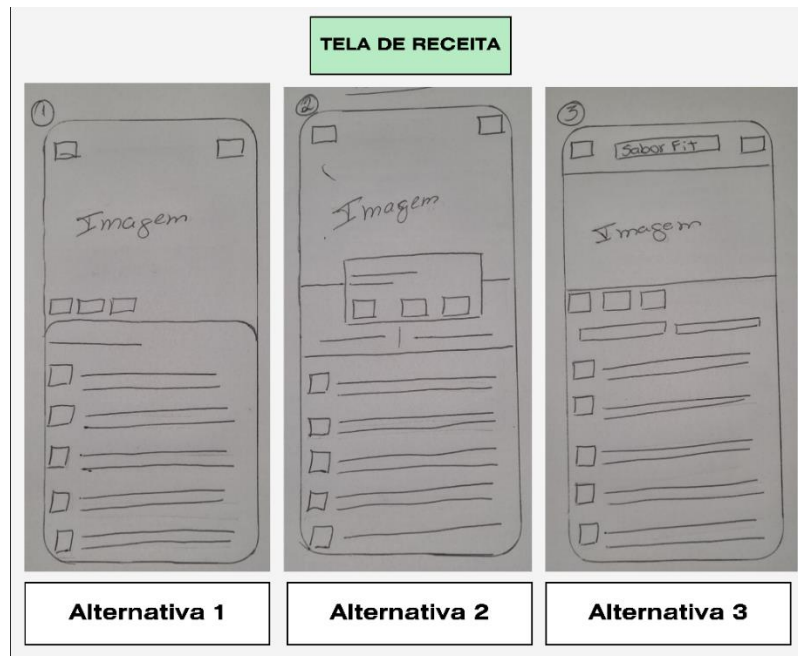 TELA DE RECEITA
1
Imagem
2
Imagem
3
Sabor Fit
Imagem
Alternativa 1
Alternativa 2
Alternativa 3